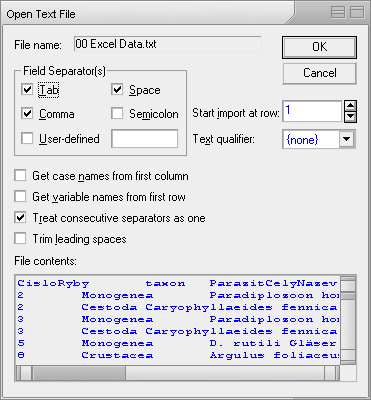 Open Text File
File name: 00 Excel Data.txt
OK
Cancel
Field Separator(s)
Tab Space
Comma Semicolon
User-defined
Start import at row: 1
Text qualifier: {none}
Get case names from first column
Get variable names from first row
Treat consecutive separators as one
Trim leading spaces
File contents:
CisloRyby taxon ParazitCelyNazev
2 Monogenea Paradiplozoon hom
2 Cestoda Caryophyllaeides fennica
3 Monogenea Paradiplozoon hom
3 Cestoda Caryophyllaeides fennica
5 Monogenea D. rutili Gläser
8 Crustacea Argulus foliaceus